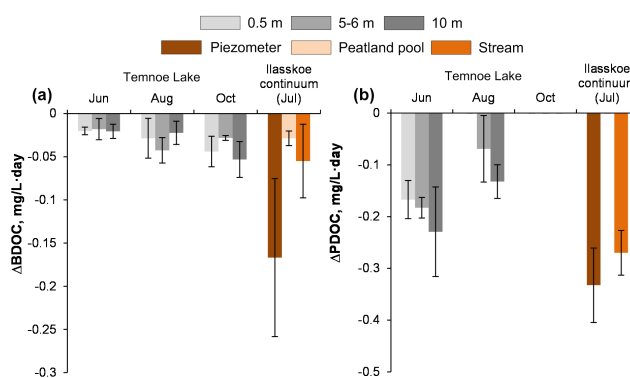 0.5 m 5-6 m 10 m
Piezometer Peatland pool Stream
(a)
Temnoe Lake
Ilasskoe
continuum
(Jul)
Jun Aug Oct
0
-0.05
-0.1
-0.15
-0.2
-0.25
-0.3
ΔBDOC, mg/L·day
(b)
Temnoe Lake
Ilasskoe
continuum
(Jul)
Jun Aug Oct
0
-0.1
-0.2
-0.3
-0.4
-0.5
ΔPDOC, mg/L·day